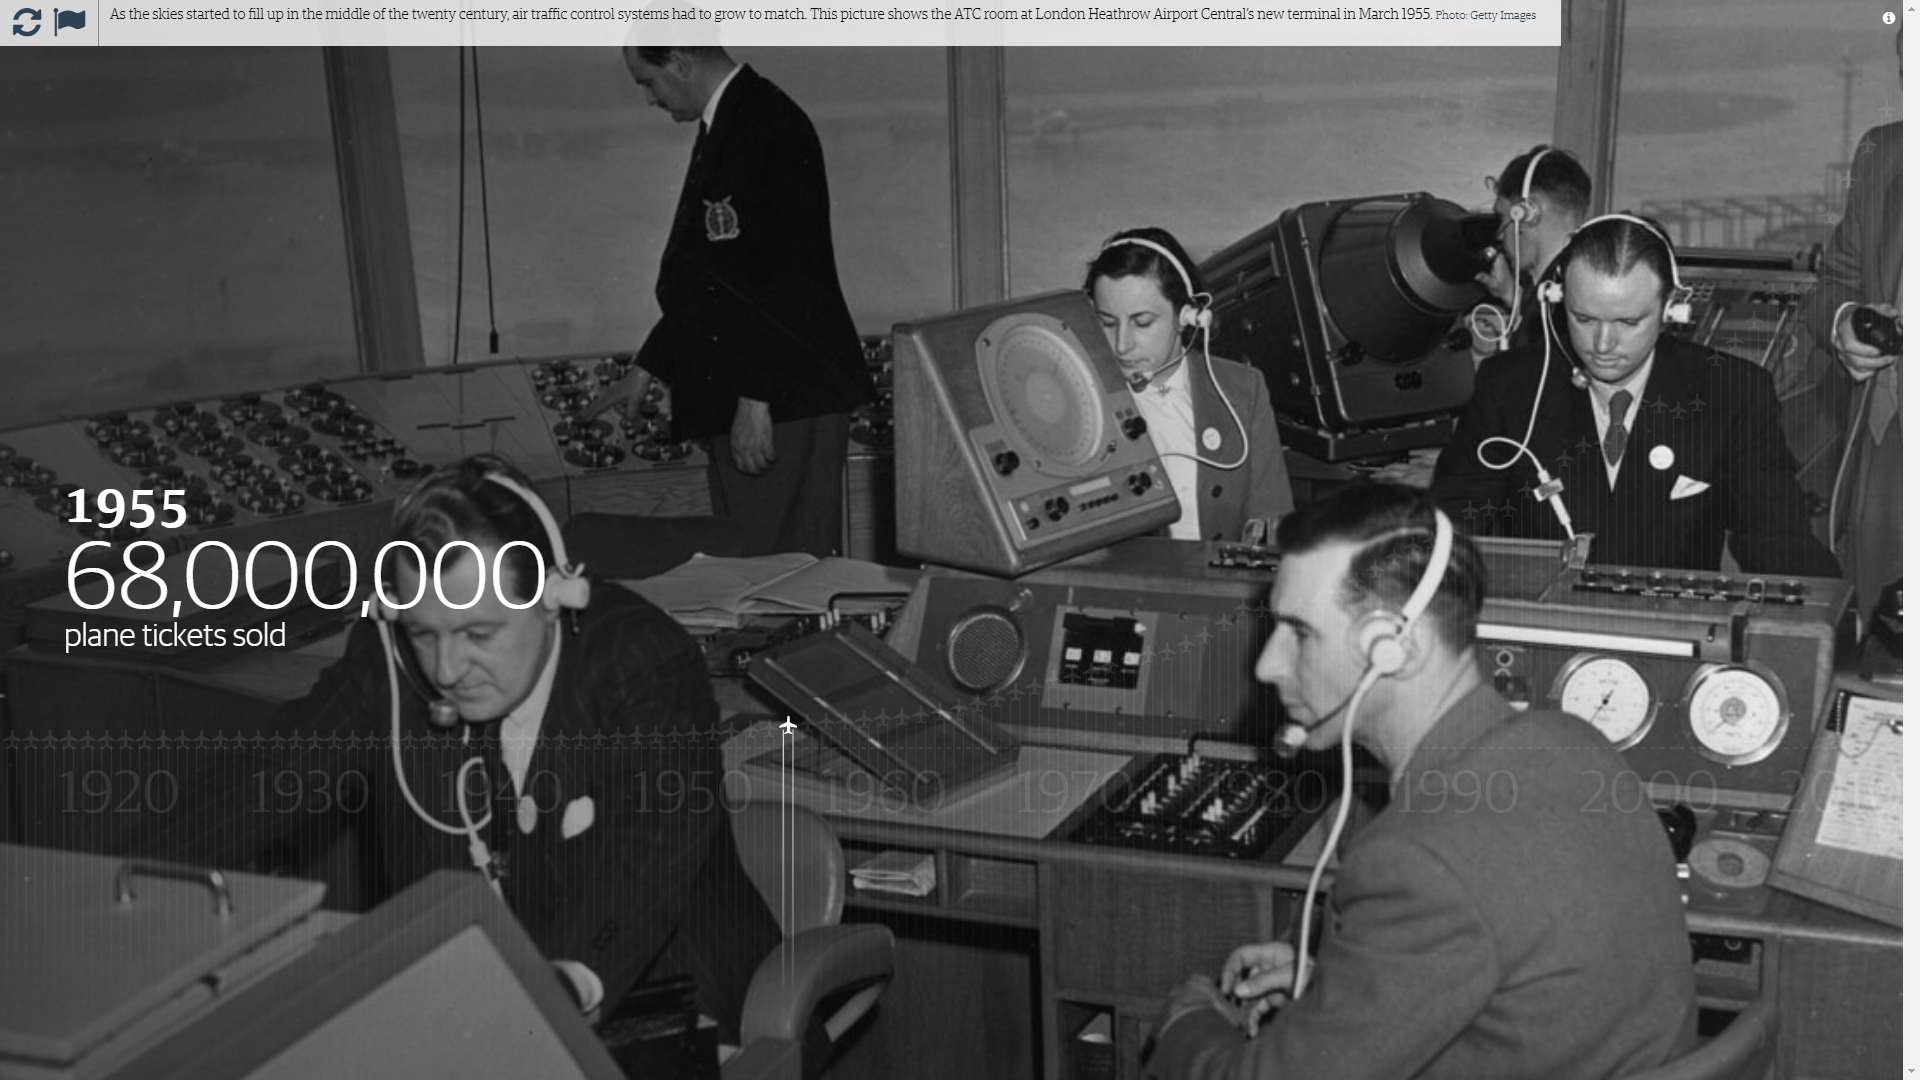 As the skies started to fill up in the middle of the twenty century, air traffic control systems had to grow to match. This picture shows the ATC room at London Heathrow Airport Central's new terminal in March 1955. Photo: Getty Images
1955
68,000,000
plane tickets sold
1920 1930 1940 1950 1960 1970 1980 1990 2000 2010